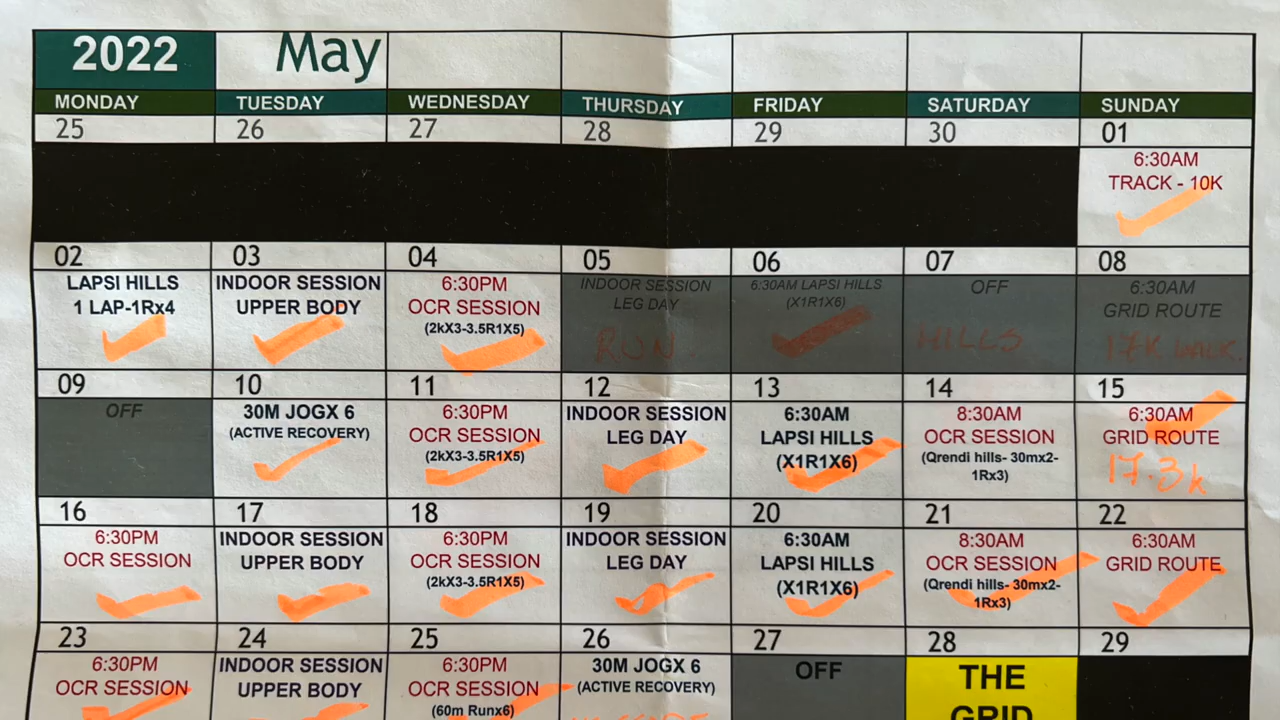 2022 May
MONDAY TUESDAY WEDNESDAY THURSDAY FRIDAY SATURDAY SUNDAY
25 26 27 28 29 30 01
6:30AM
TRACK - 10K
02 03 04 05 06 07 08
LAPSI HILLS
1 LAP-1Rx4
INDOOR SESSION
UPPER BODY
6:30PM
OCR SESSION
(2kX3-3.5R1X5)
INDOOR SESSION
LEG DAY
RUN
6:30AM LAPSI HILLS
(X1R1X6)
OFF
HILLS
6:30AM
GRID ROUTE
17K WALK
09 10 11 12 13 14 15
OFF
30M JOGX 6
(ACTIVE RECOVERY)
6:30PM
OCR SESSION
(2kX3-3.5R1X5)
INDOOR SESSION
LEG DAY
6:30AM
LAPSI HILLS
(X1R1X6)
8:30AM
OCR SESSION
(Qrendi hills- 30mx2-
1Rx3)
6:30AM
GRID ROUTE
17.3k
16 17 18 19 20 21 22
6:30PM
OCR SESSION
INDOOR SESSION
UPPER BODY
6:30PM
OCR SESSION
(2kX3-3.5R1X5)
INDOOR SESSION
LEG DAY
6:30AM
LAPSI HILLS
(X1R1X6)
8:30AM
OCR SESSION
(Qrendi hills- 30mx2-
1Rx3)
6:30AM
GRID ROUTE
23 24 25 26 27 28 29
6:30PM
OCR SESSION
INDOOR SESSION
UPPER BODY
6:30PM
OCR SESSION
(60m Runx6)
30M JOGX 6
(ACTIVE RECOVERY)
OFF
THE
GRID